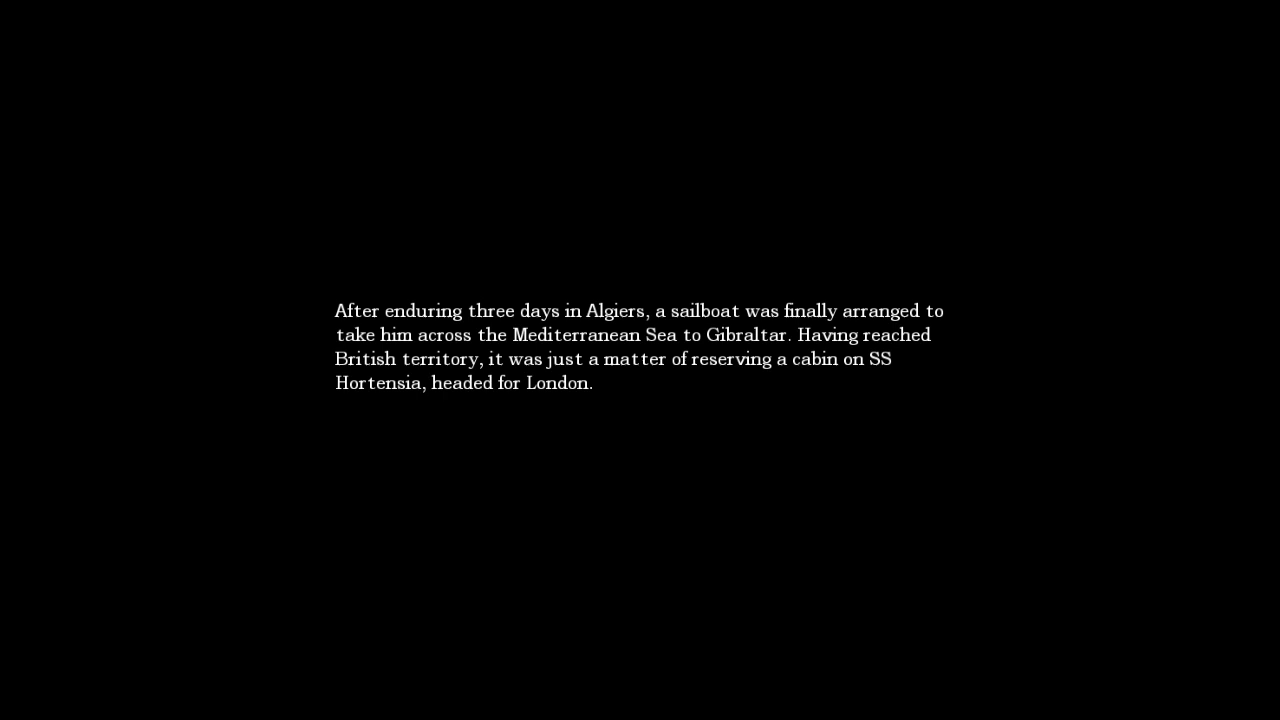 After enduring three days in Algiers, a sailboat was finally arranged to
take him across the Mediterranean Sea to Gibraltar. Having reached
British territory, it was just a matter of reserving a cabin on SS
Hortensia, headed for London.